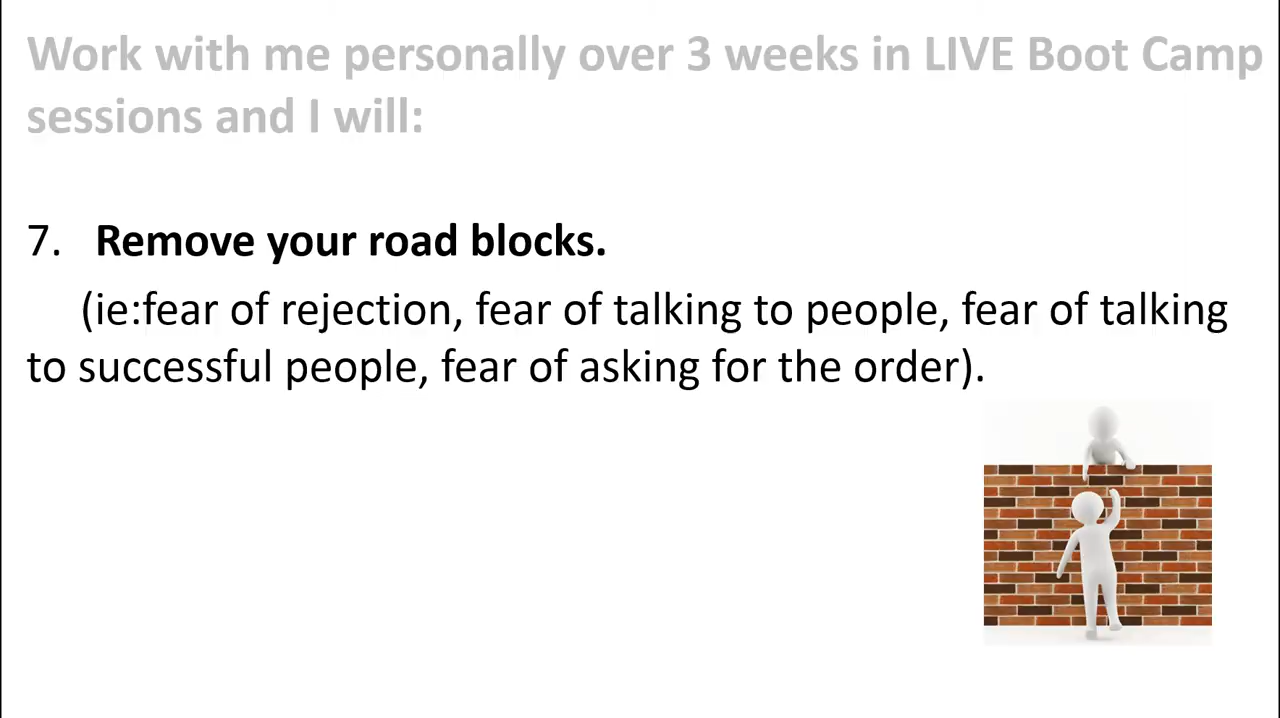 Work with me personally over 3 weeks in LIVE Boot Camp
sessions and I will:
7. Remove your road blocks.
(ie:fear of rejection, fear of talking to people, fear of talking
to successful people, fear of asking for the order).